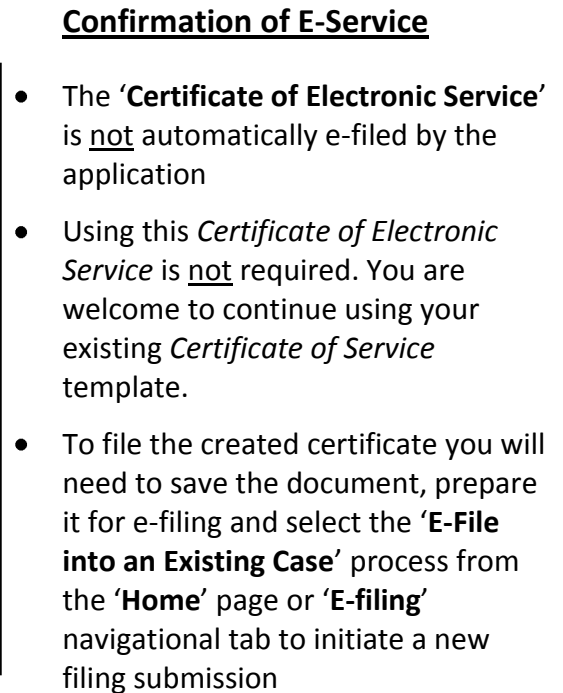 Confirmation of E-Service
• The ‘Certificate of Electronic Service’
is not automatically e-filed by the
application
• Using this Certificate of Electronic
Service is not required. You are
welcome to continue using your
existing Certificate of Service
template.
• To file the created certificate you will
need to save the document, prepare
it for e-filing and select the ‘E-File
into an Existing Case’ process from
the ‘Home’ page or ‘E-filing’
navigational tab to initiate a new
filing submission